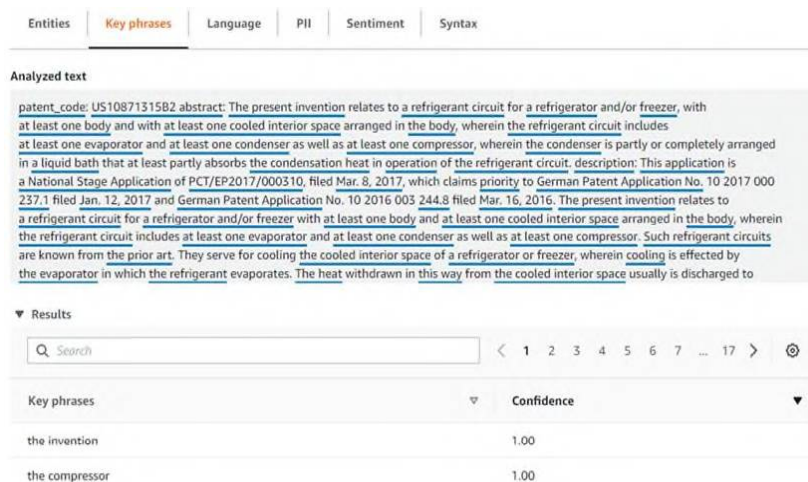 Entities Key phrases Language PII Sentiment Syntax
Analyzed text
patent_code: US10871315B2 abstract: The present invention relates to a refrigerant circuit for a refrigerator and/or freezer, with
at least one body and with at least one cooled interior space arranged in the body, wherein the refrigerant circuit includes
at least one evaporator and at least one condenser as well as at least one compressor, wherein the condenser is partly or completely arranged
in a liquid bath that at least partly absorbs the condensation heat in operation of the refrigerant circuit. description: This application is
a National Stage Application of PCT/EP2017/000310, filed Mar. 8, 2017, which claims priority to German Patent Application No. 10 2017 000
237.1 filed Jan. 12, 2017 and German Patent Application No. 10 2016 003 244.8 filed Mar. 16, 2016. The present invention relates to
a refrigerant circuit for a refrigerator and/or freezer with at least one body and at least one cooled interior space arranged in the body, wherein
the refrigerant circuit includes at least one evaporator and at least one condenser as well as at least one compressor. Such refrigerant circuits
are known from the prior art. They serve for cooling the cooled interior space of a refrigerator or freezer, wherein cooling is effected by
the evaporator in which the refrigerant evaporates. The heat withdrawn in this way from the cooled interior space usually is discharged to
Results
Search 1 2 3 4 5 6 7 ... 17
Key phrases Confidence
the invention 1.00
the compressor 1.00